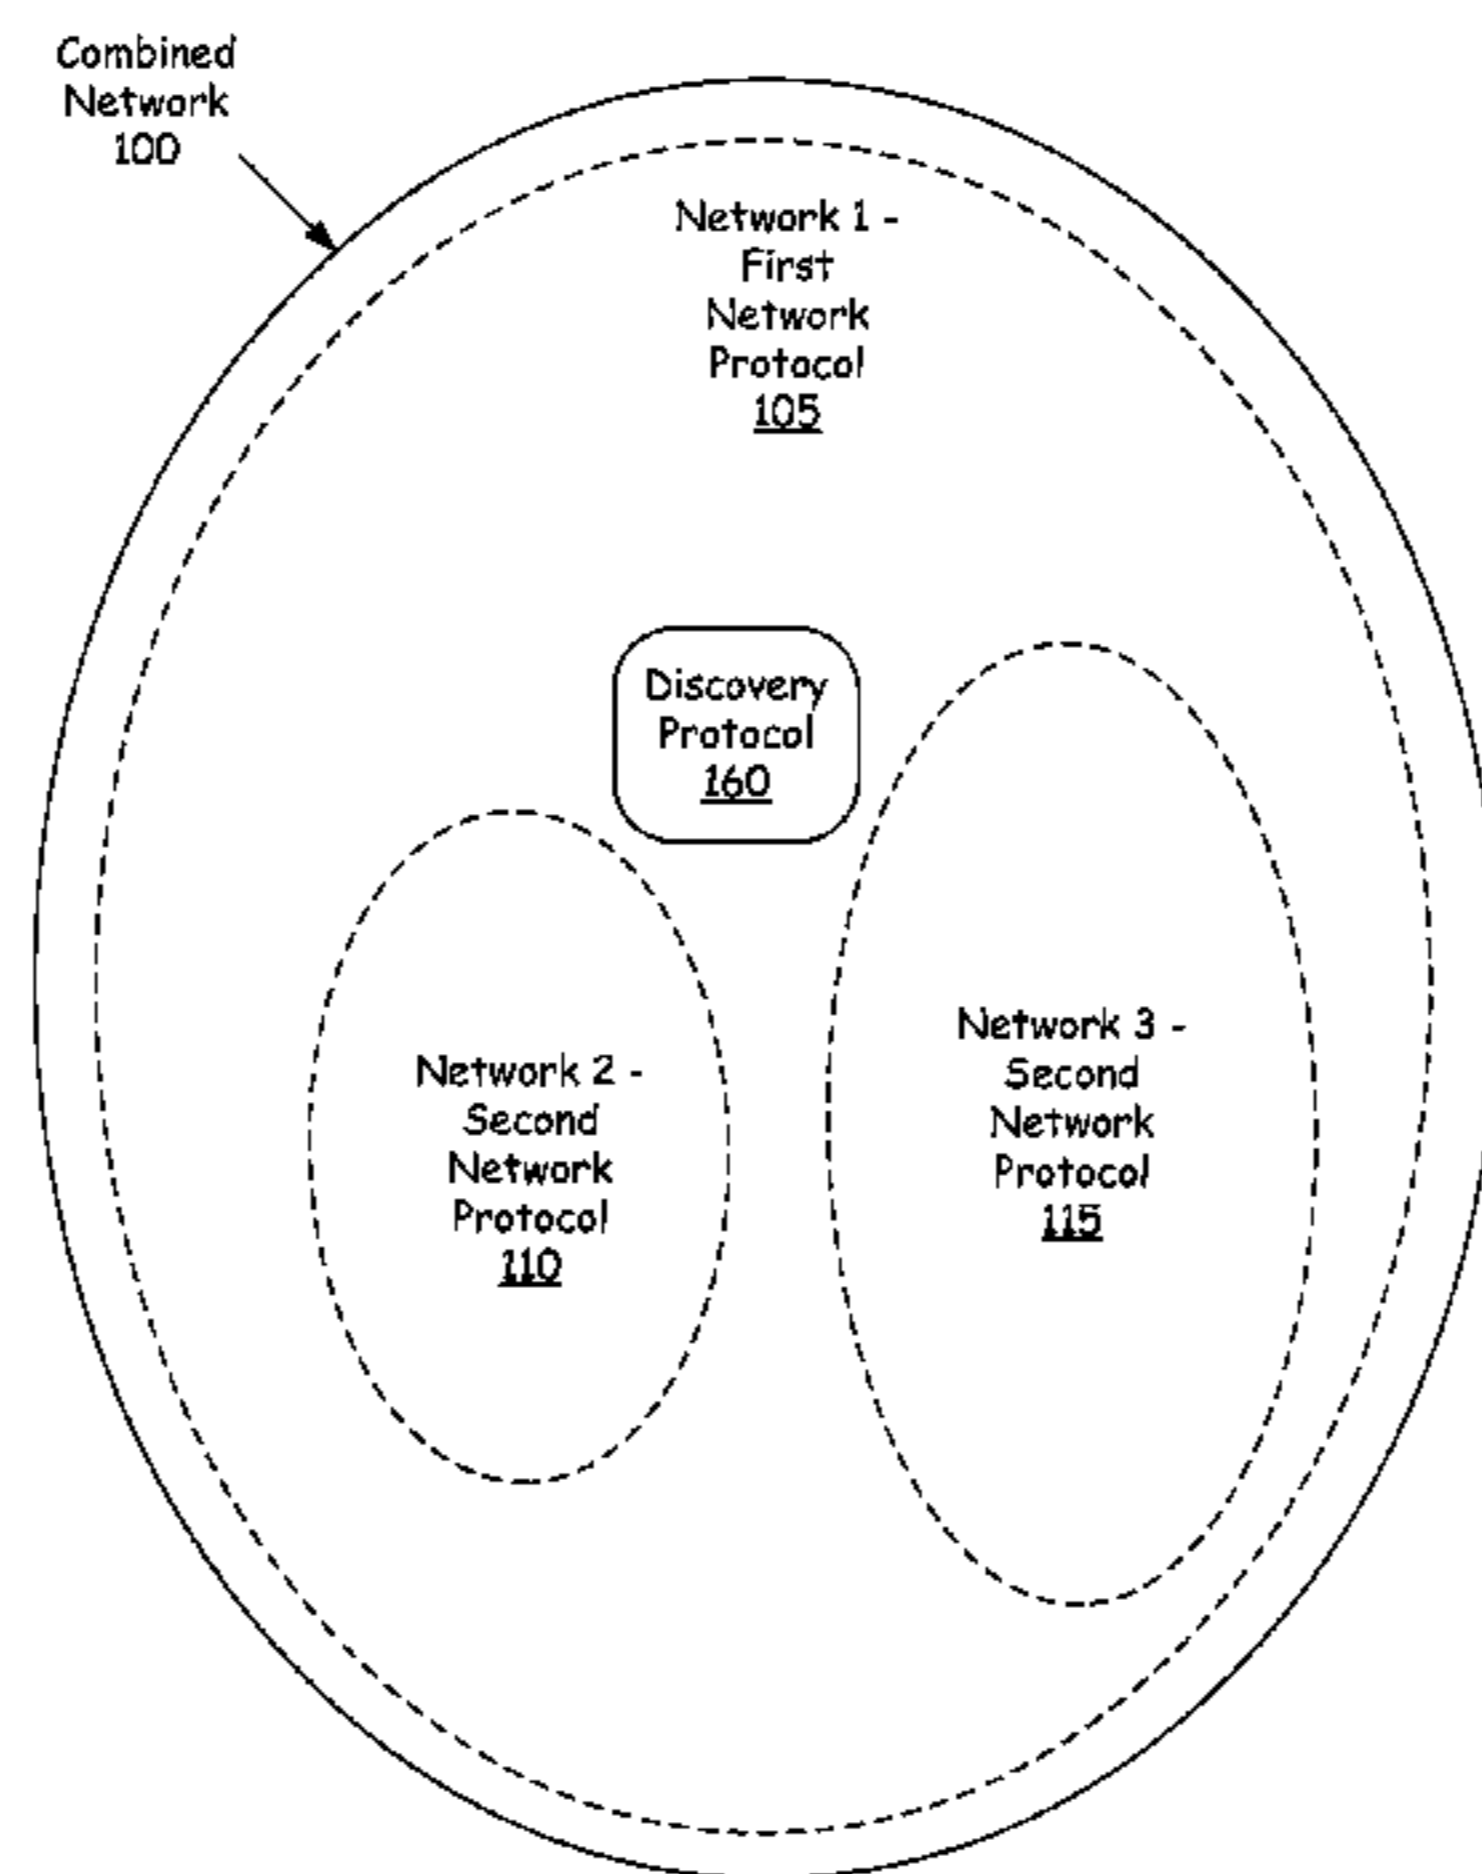 Combined
Network
100
Network 1 -
First
Network
Protocol
105
Discovery
Protocol
160
Network 2 -
Second
Network
Protocol
110
Network 3 -
Second
Network
Protocol
115